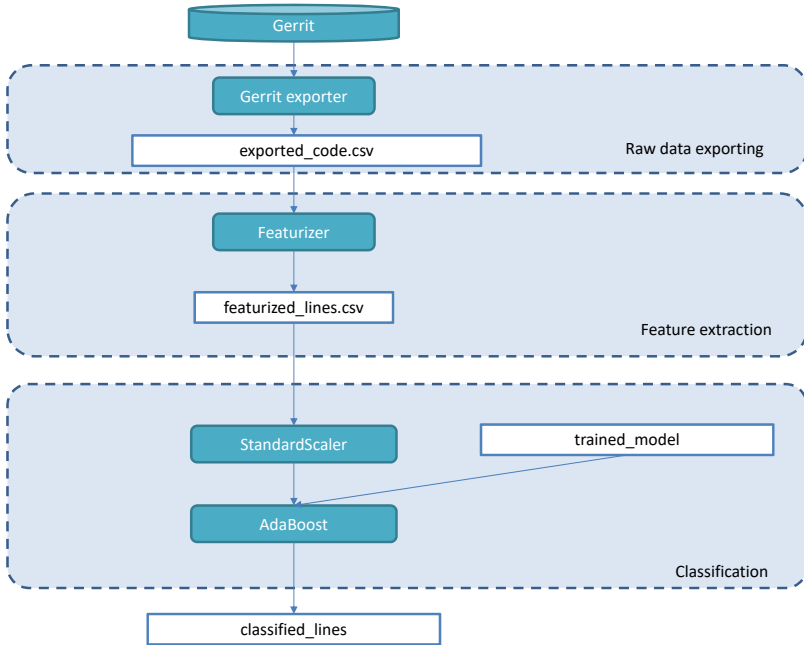 Gerrit
Gerrit exporter
exported_code.csv
Raw data exporting
Featurizer
featurized_lines.csv
Feature extraction
StandardScaler
trained_model
AdaBoost
Classification
classified_lines